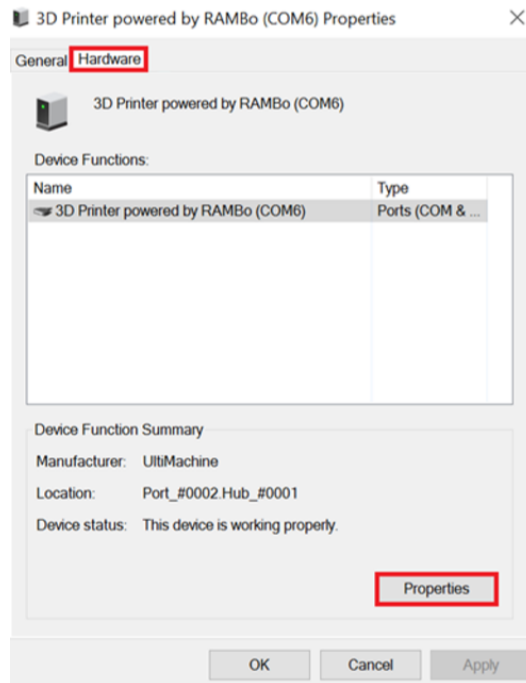 3D Printer powered by RAMBo (COM6) Properties
General Hardware
3D Printer powered by RAMBo (COM6)
Device Functions:
Name Type
3D Printer powered by RAMBo (COM6) Ports (COM & ...
Device Function Summary
Manufacturer: UltiMachine
Location: Port_#0002.Hub_#0001
Device status: This device is working properly.
Properties
OK Cancel Apply